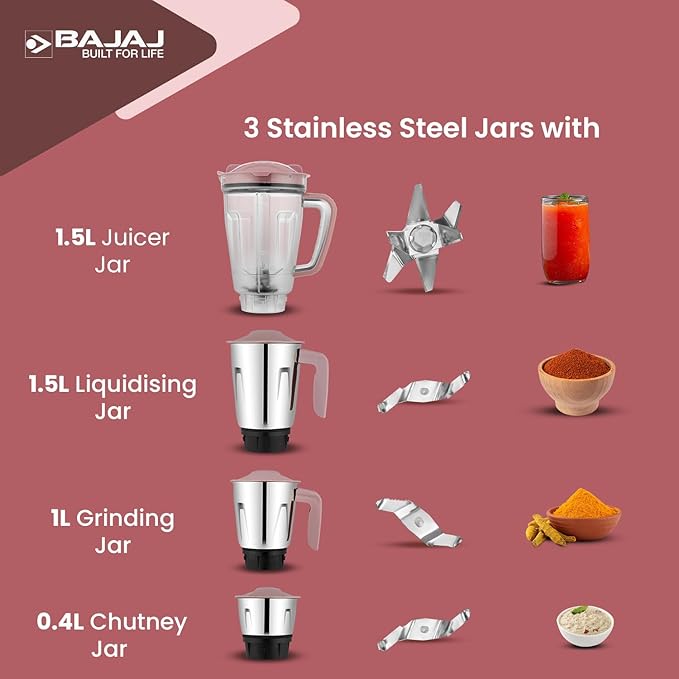 BAJAJ
BUILT FOR LIFE
3 Stainless Steel Jars with
1.5L Juicer
Jar
1.5L Liquidising
Jar
1L Grinding
Jar
0.4L Chutney
Jar